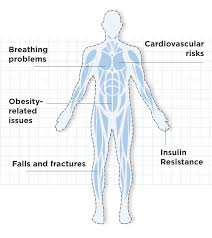 Breathing
problems
Cardiovascular
risks
Obesity-
related
issues
Falls and fractures
Insulin
Resistance